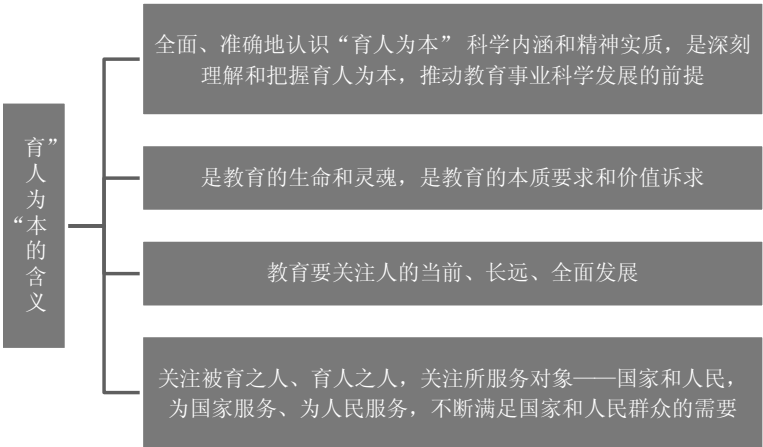 育”人为“本的含义
全面、准确地认识“育人为本” 科学内涵和精神实质，是深刻
理解和把握育人为本，推动教育事业科学发展的前提
是教育的生命和灵魂，是教育的本质要求和价值诉求
教育要关注人的当前、长远、全面发展
关注被育之人、育人之人，关注所服务对象——国家和人民，
为国家服务、为人民服务，不断满足国家和人民群众的需要